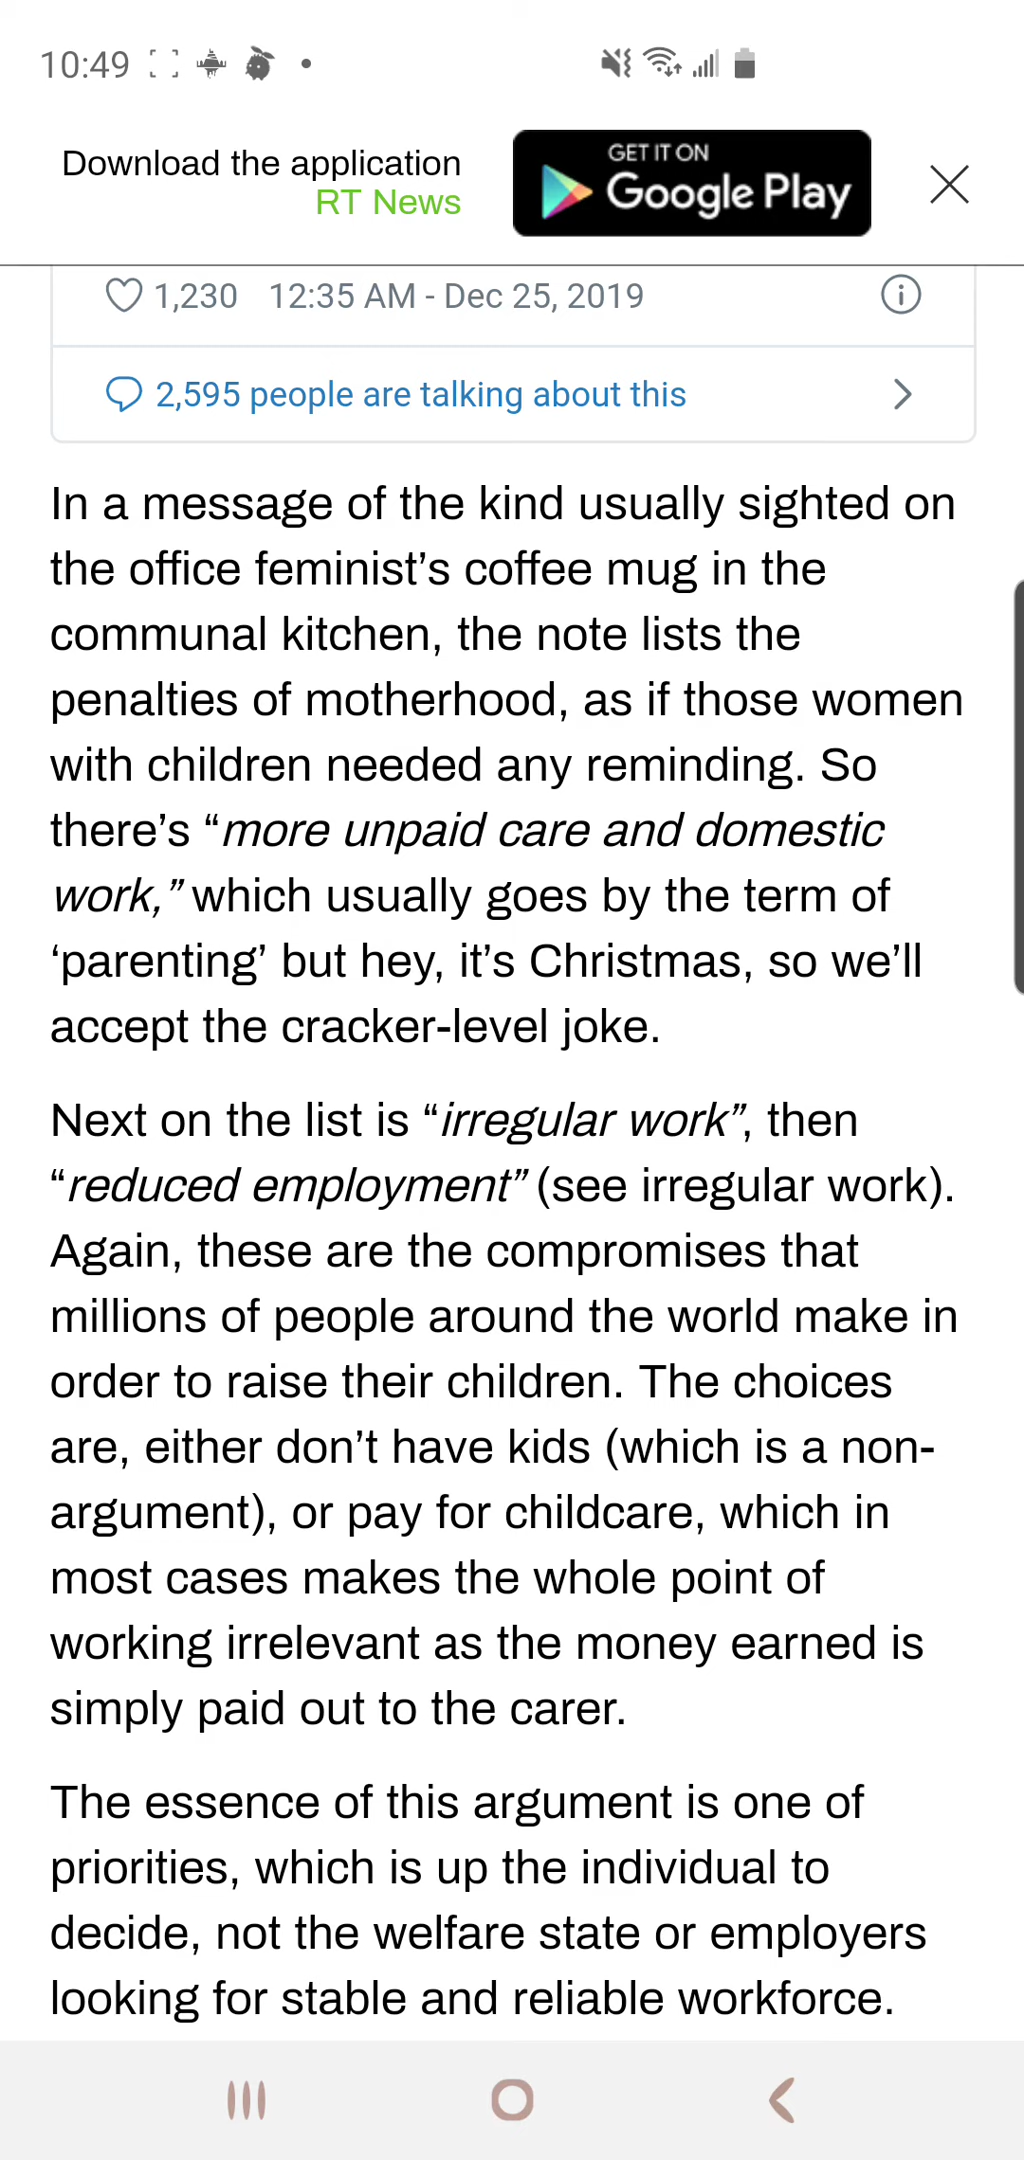 10:49
Download the application
RT News
GET IT ON
Google Play
1,230 12:35 AM - Dec 25, 2019
2,595 people are talking about this
In a message of the kind usually sighted on
the office feminist’s coffee mug in the
communal kitchen, the note lists the
penalties of motherhood, as if those women
with children needed any reminding. So
there’s “more unpaid care and domestic
work,” which usually goes by the term of
‘parenting’ but hey, it’s Christmas, so we’ll
accept the cracker-level joke.
Next on the list is “irregular work”, then
“reduced employment” (see irregular work).
Again, these are the compromises that
millions of people around the world make in
order to raise their children. The choices
are, either don’t have kids (which is a non-
argument), or pay for childcare, which in
most cases makes the whole point of
working irrelevant as the money earned is
simply paid out to the carer.
The essence of this argument is one of
priorities, which is up the individual to
decide, not the welfare state or employers
looking for stable and reliable workforce.